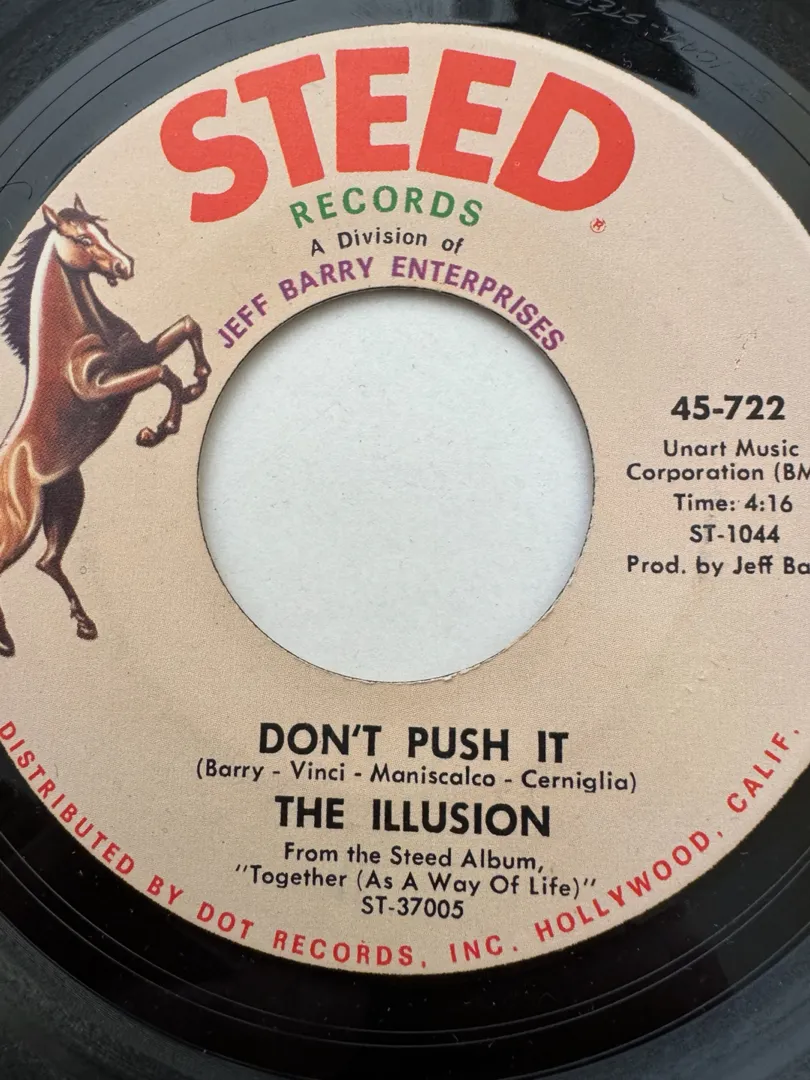 STEED
®
RECORDS
A Division of
JEFF BARRY ENTERPRISES
45-722
Unart Music
Corporation (BM
Time: 4:16
ST-1044
Prod. by Jeff Ba
DON'T PUSH IT
(Barry - Vinci - Maniscalco - Cerniglia)
THE ILLUSION
From the Steed Album,
"Together (As A Way Of Life)"
ST-37005
DISTRIBUTED BY DOT RECORDS, INC. HOLLYWOOD, CALIF.